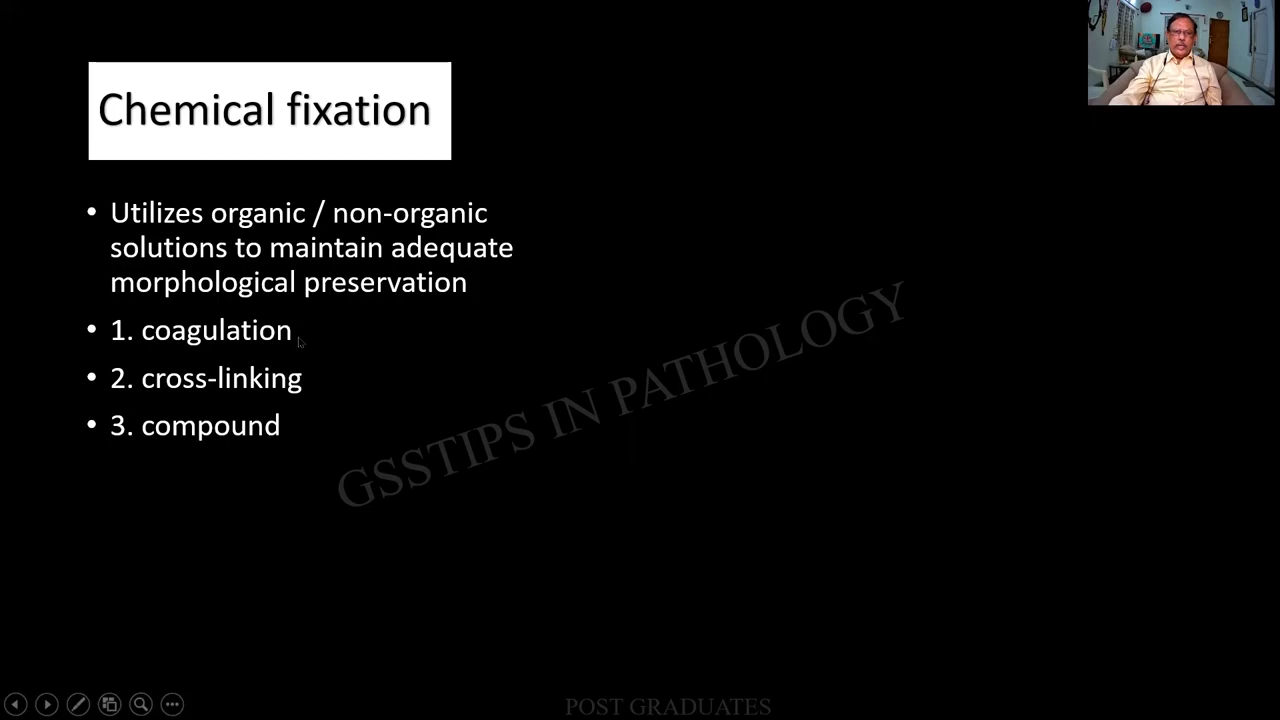 Chemical fixation
• Utilizes organic / non-organic
solutions to maintain adequate
morphological preservation
• 1. coagulation
• 2. cross-linking
• 3. compound
GSSTIPS IN PATHOLOGY
POST GRADUATES